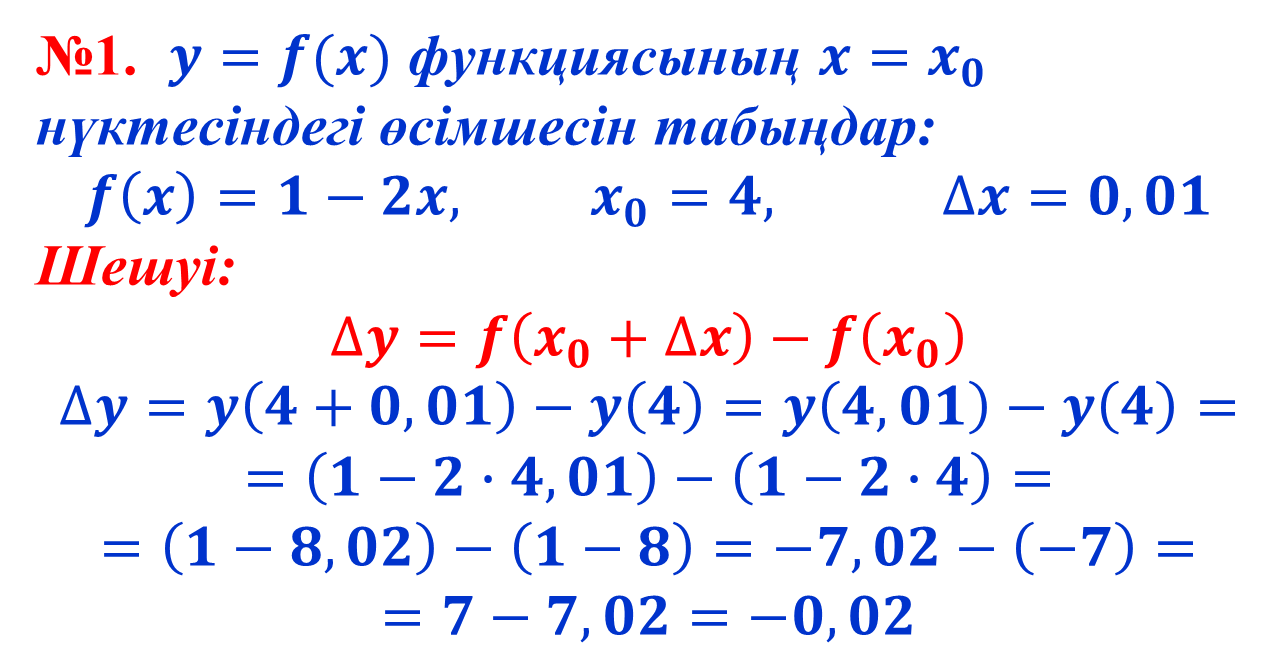 №1. y = f(x) функциясының x = x₀
нүктесіндегі өсімшесін табыңдар:
f(x) = 1 − 2x, x₀ = 4, Δx = 0,01
Шешуі:
Δy = f(x₀ + Δx) − f(x₀)
Δy = y(4 + 0,01) − y(4) = y(4,01) − y(4) =
= (1 − 2 · 4,01) − (1 − 2 · 4) =
= (1 − 8,02) − (1 − 8) = −7,02 − (−7) =
= 7 − 7,02 = −0,02